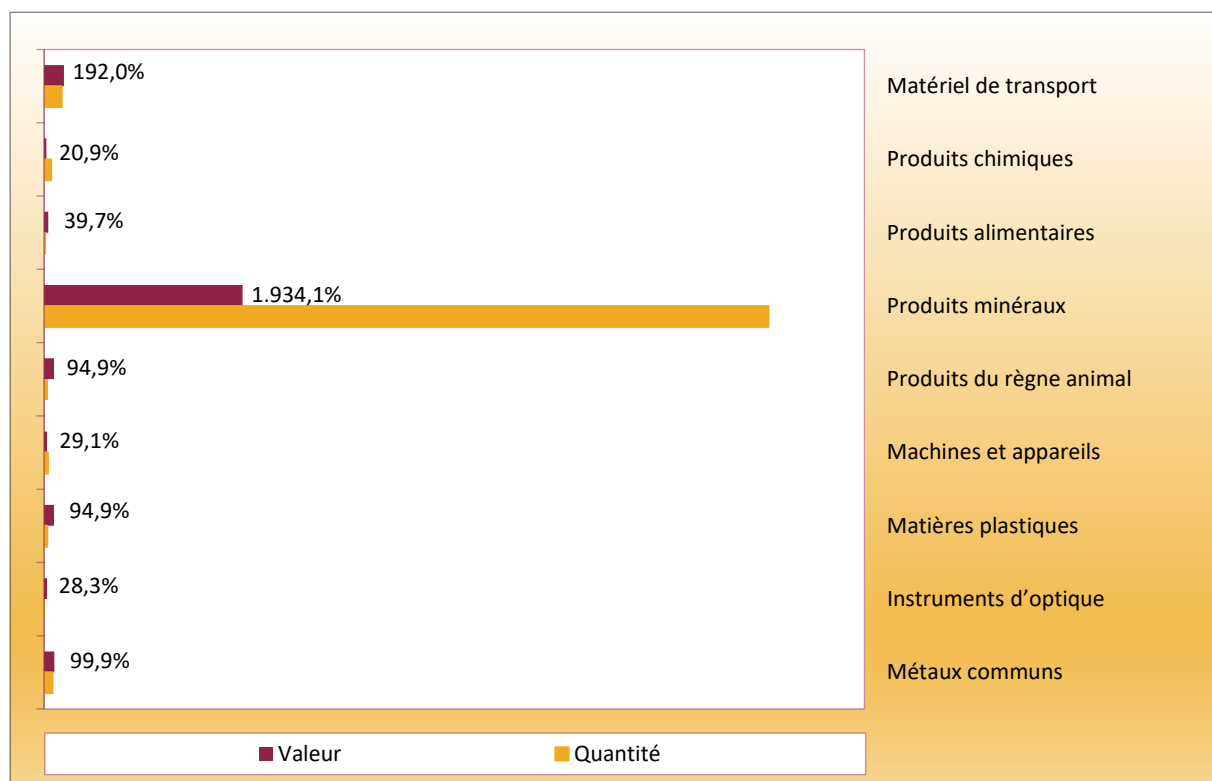 192,0%
Matériel de transport
20,9%
Produits chimiques
39,7%
Produits alimentaires
1.934,1%
Produits minéraux
94,9%
Produits du règne animal
29,1%
Machines et appareils
94,9%
Matières plastiques
28,3%
Instruments d’optique
99,9%
Métaux communs
Valeur
Quantité